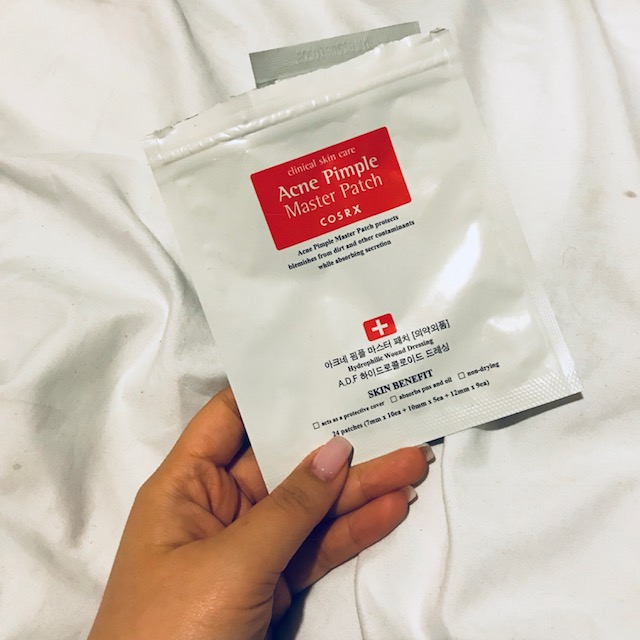 clinical skin care
Acne Pimple
Master Patch
COSRX
Acne Pimple Master Patch protects
blemishes from dirt and other contaminants
while absorbing secretion
아크네 핌플 마스터 패치 [의약외품]
Hydrophilic Wound Dressing
A.D.F 하이드로콜로이드 드레싱
SKIN BENEFIT
acts as a protective cover absorbs pus and oil non-drying
24 patches (7mm x 10ea + 10mm x 5ea + 12mm x 9ea)